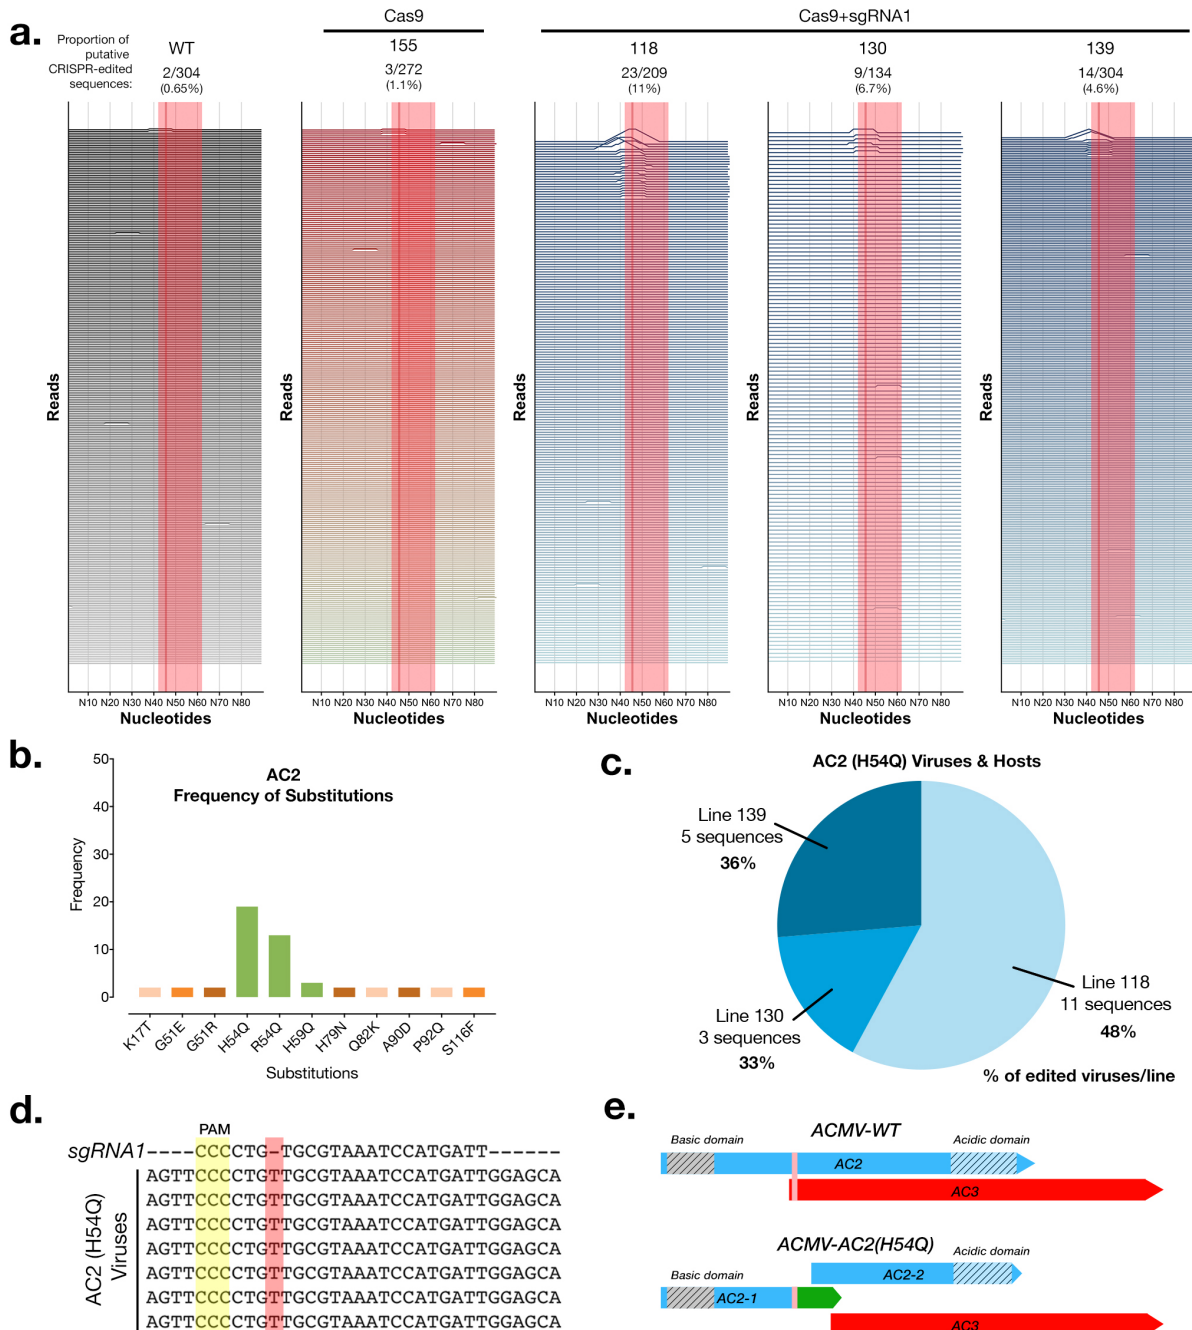 a.
Cas9
Cas9+sgRNA1
Proportion of
putative
CRISPR-edited
sequences:
WT
155
118
130
139
2/304
3/272
23/209
9/134
14/304
(0.65%)
(1.1%)
(11%)
(6.7%)
(4.6%)
Reads
Reads
Reads
Reads
Reads
N10 N20 N30 N40 N50 N60 N70 N80
N10 N20 N30 N40 N50 N60 N70 N80
N10 N20 N30 N40 N50 N60 N70 N80
N10 N20 N30 N40 N50 N60 N70 N80
N10 N20 N30 N40 N50 N60 N70 N80
Nucleotides
Nucleotides
Nucleotides
Nucleotides
Nucleotides
b.
AC2
Frequency of Substitutions
Frequency
50
40
30
20
10
0
K17T
G51E
G51R
H54Q
R54Q
H59Q
H79N
Q82K
A90D
P92Q
S116F
Substitutions
c.
AC2 (H54Q) Viruses & Hosts
Line 139
5 sequences
36%
Line 130
3 sequences
33%
Line 118
11 sequences
48%
% of edited viruses/line
d.
PAM
sgRNA1----CCCCTG-TGCGTAAATCCATGATT------
AC2 (H54Q)
Viruses
AGTTCCCCTGTTGCGTAAATCCATGATTGGAGCA
AGTTCCCCTGTTGCGTAAATCCATGATTGGAGCA
AGTTCCCCTGTTGCGTAAATCCATGATTGGAGCA
AGTTCCCCTGTTGCGTAAATCCATGATTGGAGCA
AGTTCCCCTGTTGCGTAAATCCATGATTGGAGCA
AGTTCCCCTGTTGCGTAAATCCATGATTGGAGCA
AGTTCCCCTGTTGCGTAAATCCATGATTGGAGCA
e.
ACMV-WT
Basic domain
Acidic domain
AC2
AC3
ACMV-AC2(H54Q)
Acidic domain
Basic domain
AC2-2
AC2-1
AC3